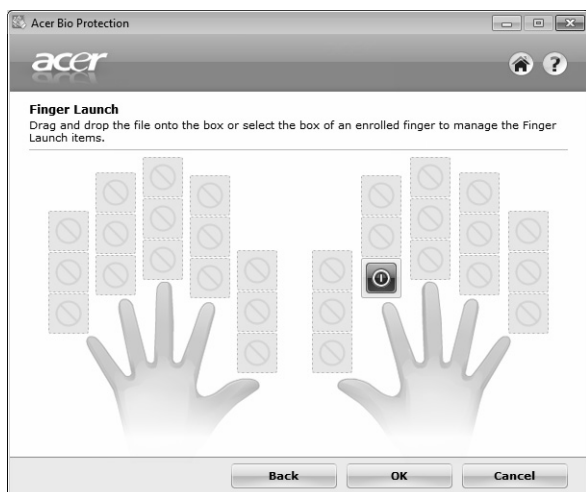 Acer Bio Protection
acer
Finger Launch
Drag and drop the file onto the box or select the box of an enrolled finger to manage the Finger
Launch items.
Back OK Cancel